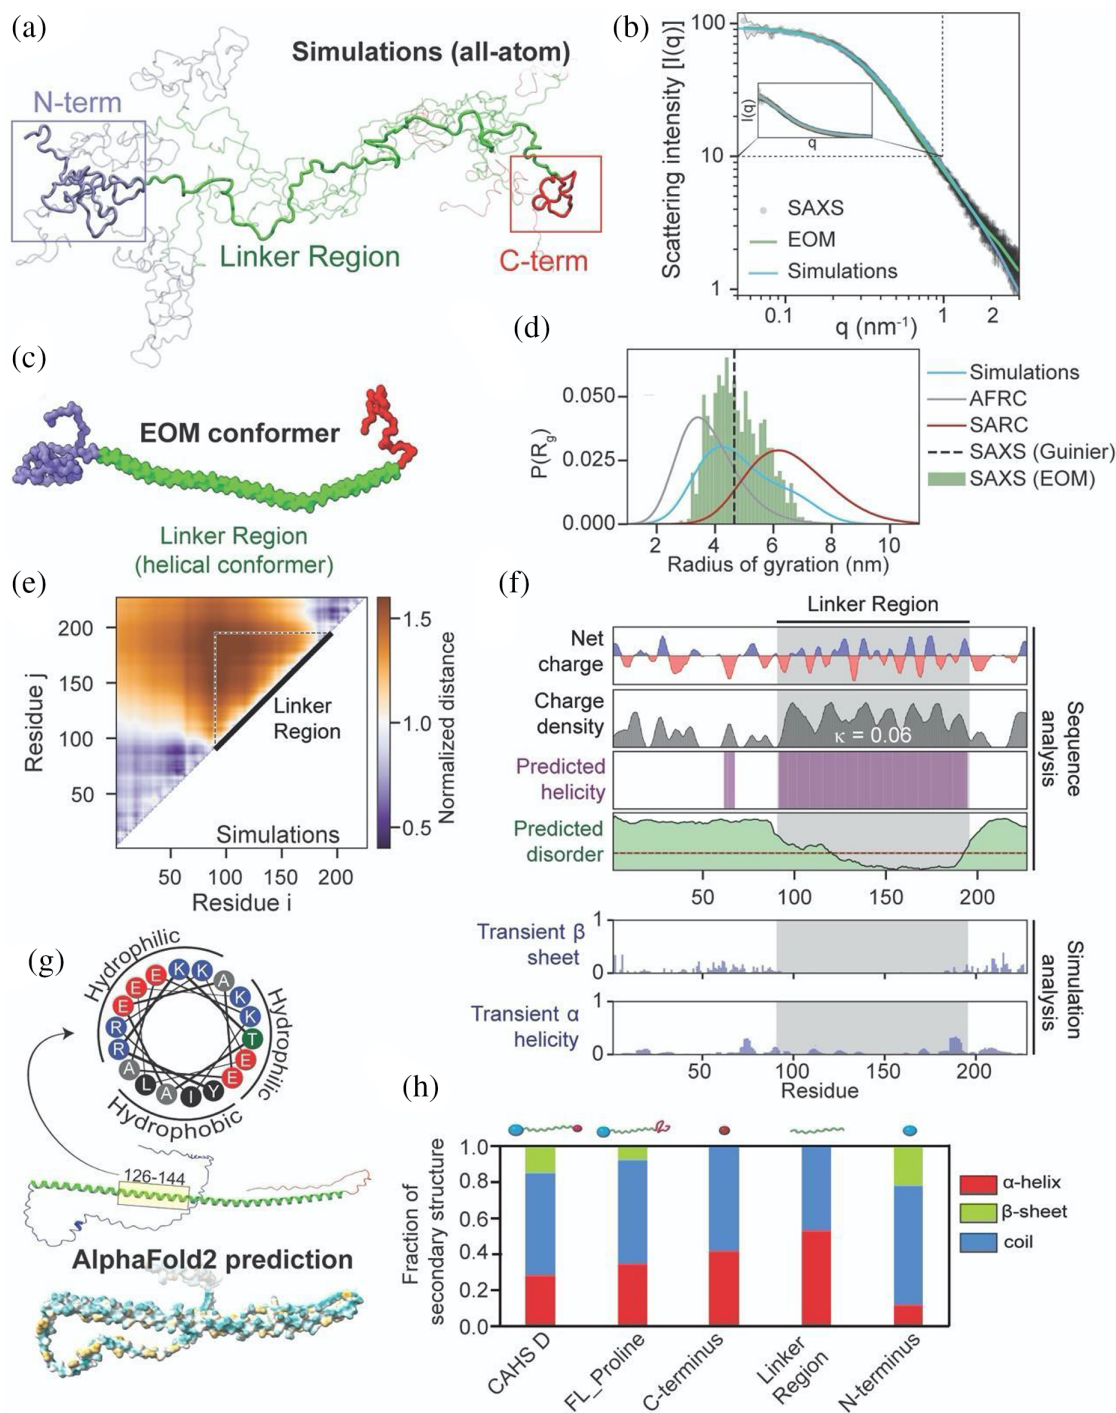 (a)
Simulations (all-atom)
N-term
Linker Region
C-term
(b)
Scattering intensity [I(q)]
100
10
1
I(q)
q
SAXS
EOM
Simulations
0.1
1
2
q (nm-1)
(c)
EOM conformer
Linker Region
(helical conformer)
(d)
P(Rg)
0.050
0.025
0.000
2
4
6
8
10
Radius of gyration (nm)
Simulations
AFRC
SARC
SAXS (Guinier)
SAXS (EOM)
(e)
Residue j
200
150
100
50
Linker
Region
Simulations
50
100
150
200
Residue i
1.5
1.0
0.5
Normalized distance
(f)
Linker Region
Net
charge
Charge
density
κ = 0.06
Predicted
helicity
Predicted
disorder
50
100
150
200
Sequence
analysis
Transient β
sheet
1
0
Transient α
helicity
1
0
50
100
150
200
Residue
Simulation
analysis
(g)
Hydrophilic
Hydrophilic
Hydrophobic
E
E
E
K
K
A
K
K
T
E
E
Y
I
A
L
A
R
R
126-144
AlphaFold2 prediction
(h)
Fraction of
secondary structure
1.0
0.8
0.6
0.4
0.2
0.0
CAHS D
FL_Proline
C-terminus
Linker
Region
N-terminus
α-helix
β-sheet
coil